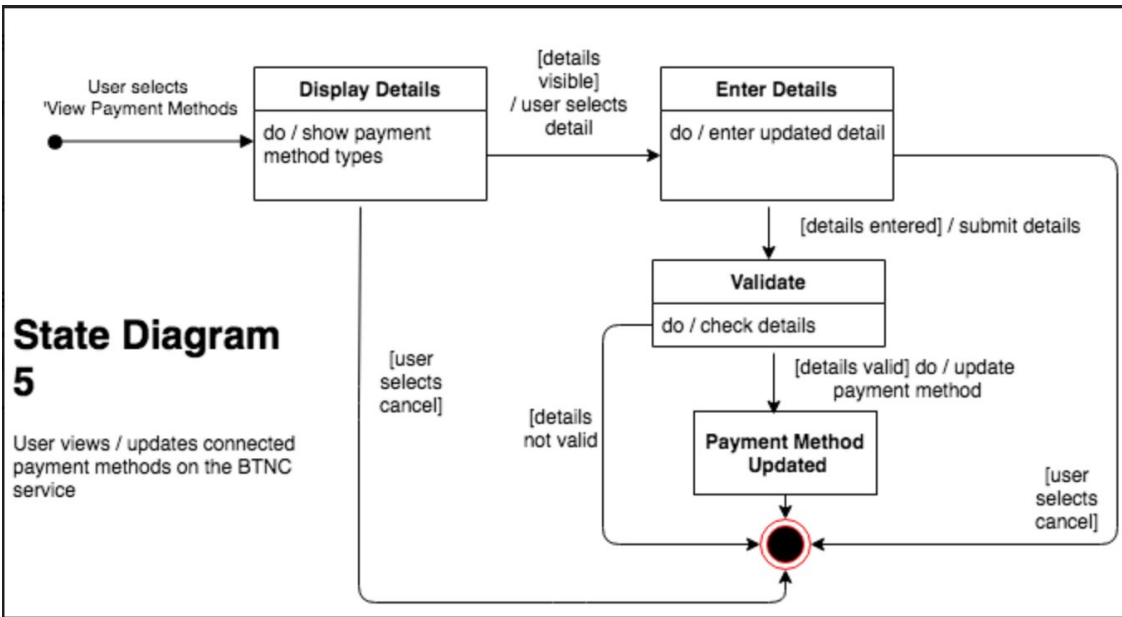 User selects
'View Payment Methods
Display Details
do / show payment
method types
[details
visible]
/ user selects
detail
Enter Details
do / enter updated detail
[details entered] / submit details
Validate
do / check details
State Diagram
5
User views / updates connected
payment methods on the BTNC
service
[user
selects
cancel]
[details
not valid
[details valid] do / update
payment method
Payment Method
Updated
[user
selects
cancel]